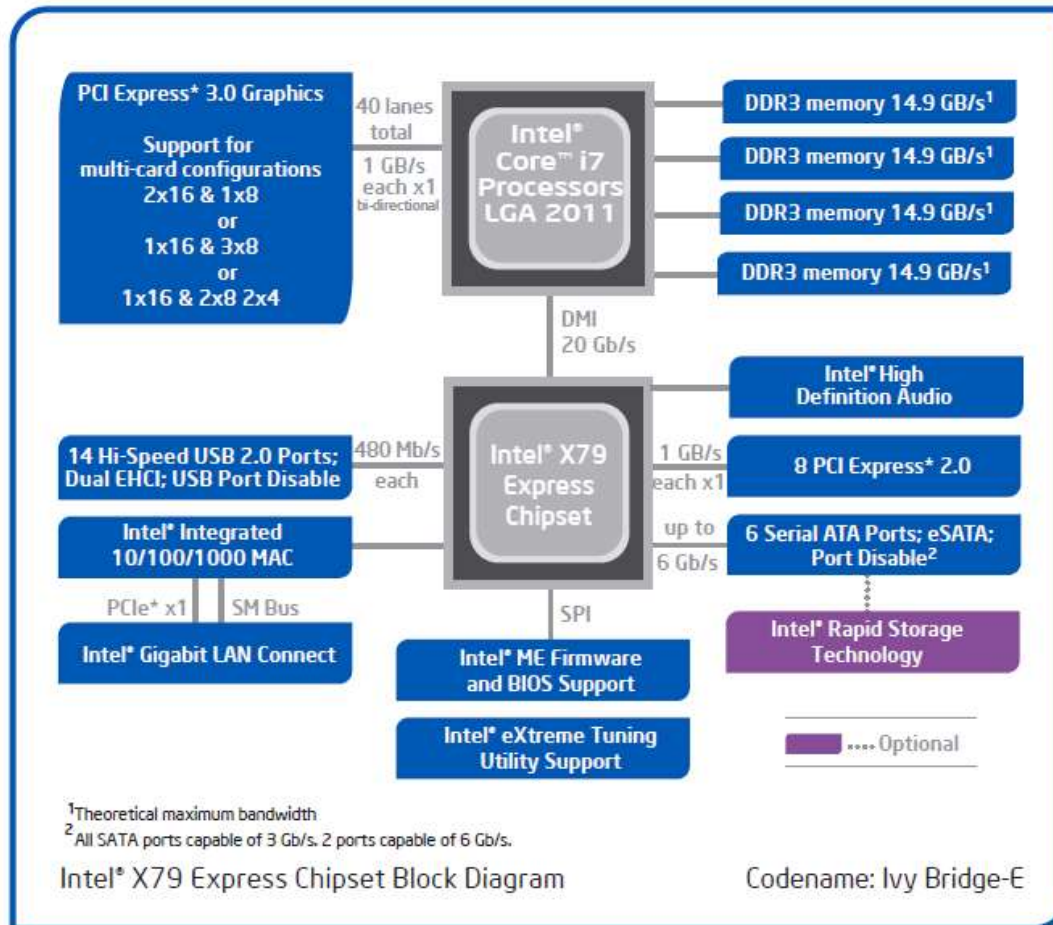 PCI Express* 3.0 Graphics
Support for
multi-card configurations
2x16 & 1x8
or
1x16 & 3x8
or
1x16 & 2x8 2x4
40 lanes
total
1 GB/s
each x1
bi-directional
Intel®
Core™ i7
Processors
LGA 2011
DDR3 memory 14.9 GB/s¹
DDR3 memory 14.9 GB/s¹
DDR3 memory 14.9 GB/s¹
DDR3 memory 14.9 GB/s¹
DMI
20 Gb/s
Intel® High
Definition Audio
14 Hi-Speed USB 2.0 Ports;
Dual EHCI; USB Port Disable
480 Mb/s
each
Intel® X79
Express
Chipset
1 GB/s
each x1
8 PCI Express* 2.0
Intel® Integrated
10/100/1000 MAC
up to
6 Gb/s
6 Serial ATA Ports; eSATA;
Port Disable²
PCIe* x1
SM Bus
SPI
Intel® Gigabit LAN Connect
Intel® ME Firmware
and BIOS Support
Intel® Rapid Storage
Technology
Intel® eXtreme Tuning
Utility Support
Optional
¹Theoretical maximum bandwidth
²All SATA ports capable of 3 Gb/s. 2 ports capable of 6 Gb/s.
Intel® X79 Express Chipset Block Diagram
Codename: Ivy Bridge-E